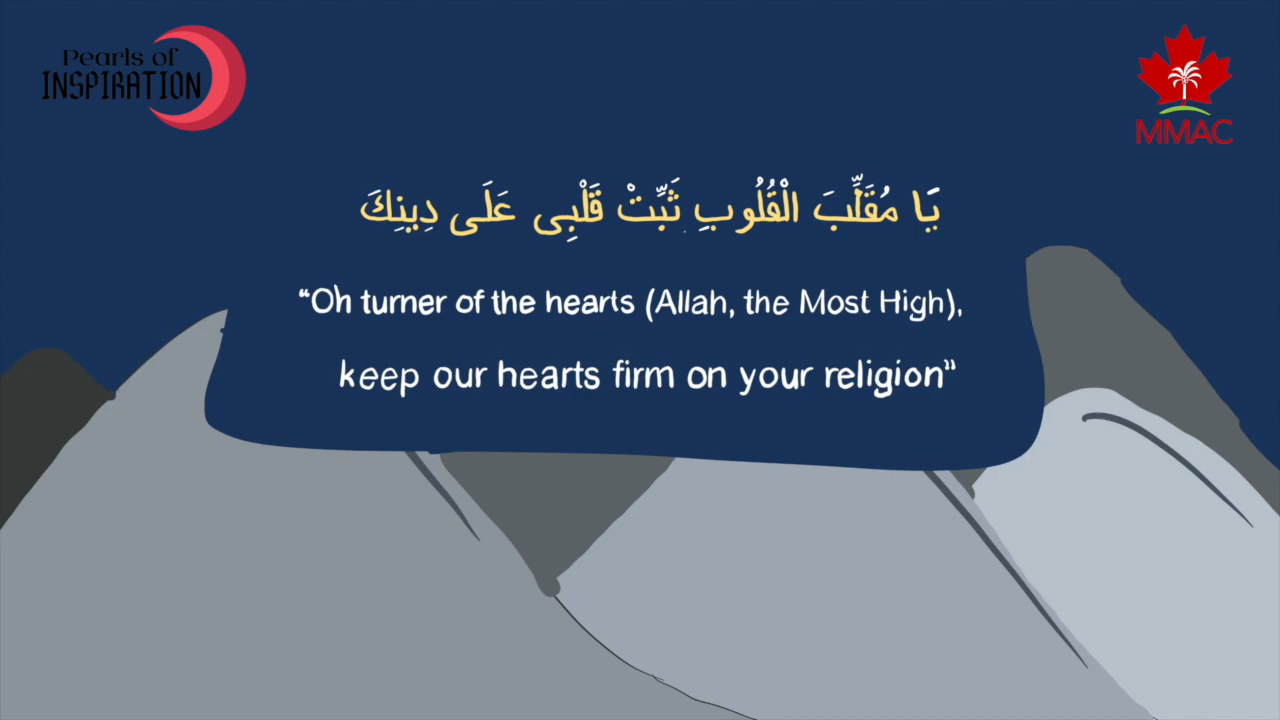 Pearls of
INSPIRATION
MMAC
يَا مُقَلِّبَ الْقُلُوبِ ثَبِّتْ قَلْبِي عَلَى دِينِكَ
“Oh turner of the hearts (Allah, the Most High),
keep our hearts firm on your religion”